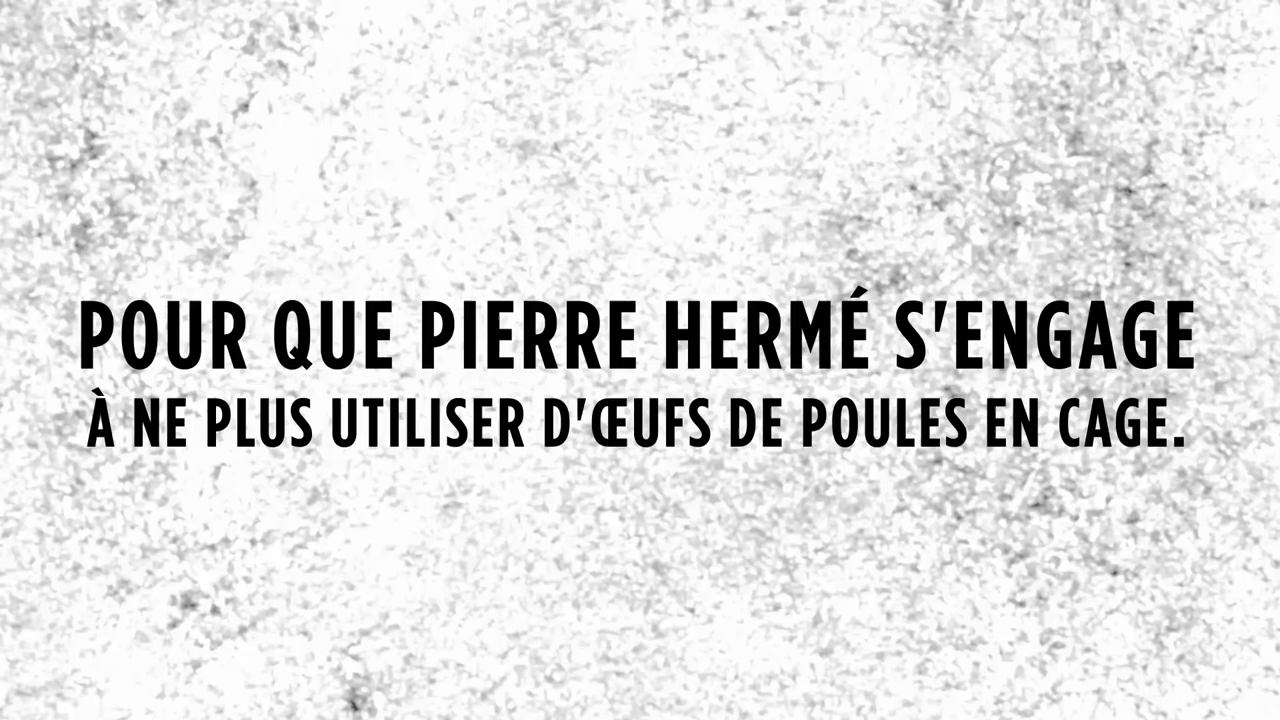 POUR QUE PIERRE HERMÉ S'ENGAGE
À NE PLUS UTILISER D'ŒUFS DE POULES EN CAGE.